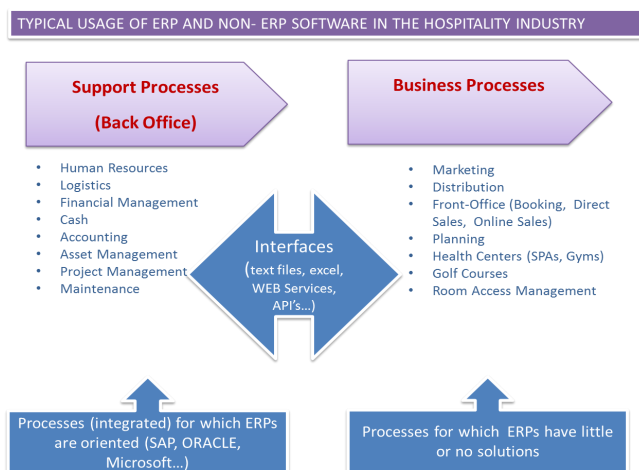 TYPICAL USAGE OF ERP AND NON- ERP SOFTWARE IN THE HOSPITALITY INDUSTRY
Support Processes
(Back Office)
• Human Resources
• Logistics
• Financial Management
• Cash
• Accounting
• Asset Management
• Project Management
• Maintenance
Interfaces
(text files, excel,
WEB Services,
API's...)
Business Processes
• Marketing
• Distribution
• Front-Office (Booking, Direct
Sales, Online Sales)
• Planning
• Health Centers (SPAs, Gyms)
• Golf Courses
• Room Access Management
Processes (integrated) for which ERPs
are oriented (SAP, ORACLE,
Microsoft...)
Processes for which ERPs have little
or no solutions